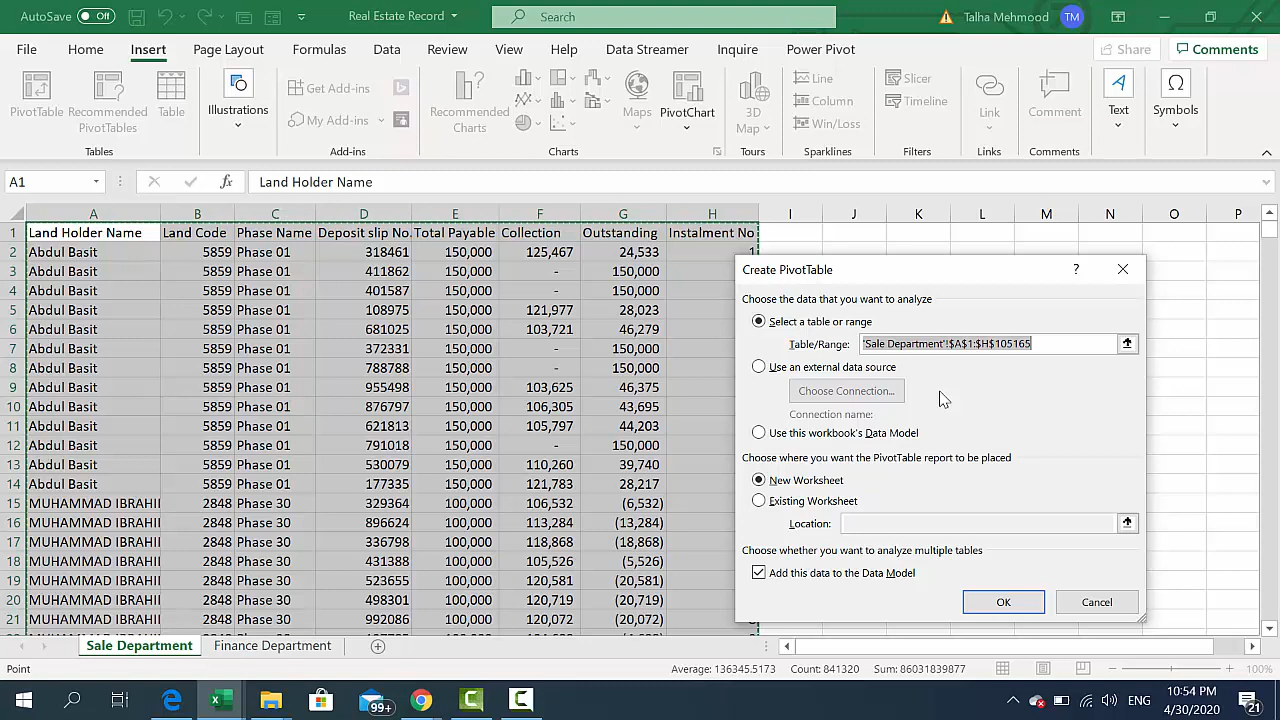 AutoSave Off Real Estate Record Search Talha Mehmood TM
File Home Insert Page Layout Formulas Data Review View Help Data Streamer Inquire Power Pivot Share Comments
PivotTable Recommended PivotTables Table
Tables
Illustrations
Get Add-ins
My Add-ins
Add-ins
Recommended Charts
Maps PivotChart
Charts
3D Map
Tours
Line
Column
Win/Loss
Sparklines
Slicer
Timeline
Filters
Link
Links
Comment
Comments
Text
Symbols
A1 fx Land Holder Name
A B C D E F G H I J K L M N O P
1 Land Holder Name Land Code Phase Name Deposit slip No. Total Payable Collection Outstanding Instalment No
2 Abdul Basit 5859 Phase 01 318461 150,000 125,467 24,533 1
3 Abdul Basit 5859 Phase 01 411862 150,000 - 150,000
4 Abdul Basit 5859 Phase 01 401587 150,000 - 150,000
5 Abdul Basit 5859 Phase 01 108975 150,000 121,977 28,023
6 Abdul Basit 5859 Phase 01 681025 150,000 103,721 46,279
7 Abdul Basit 5859 Phase 01 372331 150,000 - 150,000
8 Abdul Basit 5859 Phase 01 788788 150,000 - 150,000
9 Abdul Basit 5859 Phase 01 955498 150,000 103,625 46,375
10 Abdul Basit 5859 Phase 01 876797 150,000 106,305 43,695
11 Abdul Basit 5859 Phase 01 621813 150,000 105,797 44,203
12 Abdul Basit 5859 Phase 01 791018 150,000 - 150,000
13 Abdul Basit 5859 Phase 01 530079 150,000 110,260 39,740
14 Abdul Basit 5859 Phase 01 177335 150,000 121,783 28,217
15 MUHAMMAD IBRAHI 2848 Phase 30 329364 100,000 106,532 (6,532)
16 MUHAMMAD IBRAHI 2848 Phase 30 896624 100,000 113,284 (13,284)
17 MUHAMMAD IBRAHI 2848 Phase 30 336798 100,000 118,868 (18,868)
18 MUHAMMAD IBRAHI 2848 Phase 30 431388 100,000 105,526 (5,526)
19 MUHAMMAD IBRAHI 2848 Phase 30 523655 100,000 120,581 (20,581)
20 MUHAMMAD IBRAHI 2848 Phase 30 498301 100,000 120,719 (20,719)
21 MUHAMMAD IBRAHI 2848 Phase 30 992086 100,000 120,072 (20,072)
Create PivotTable ?
Choose the data that you want to analyze
Select a table or range
Table/Range: 'Sale Department'!$A$1:$H$105165
Use an external data source
Choose Connection...
Connection name:
Use this workbook's Data Model
Choose where you want the PivotTable report to be placed
New Worksheet
Existing Worksheet
Location:
Choose whether you want to analyze multiple tables
Add this data to the Data Model
OK Cancel
Sale Department Finance Department
Point Average: 136345.5173 Count: 841320 Sum: 86031839877 100%
99+ ENG 10:54 PM
4/30/2020 21